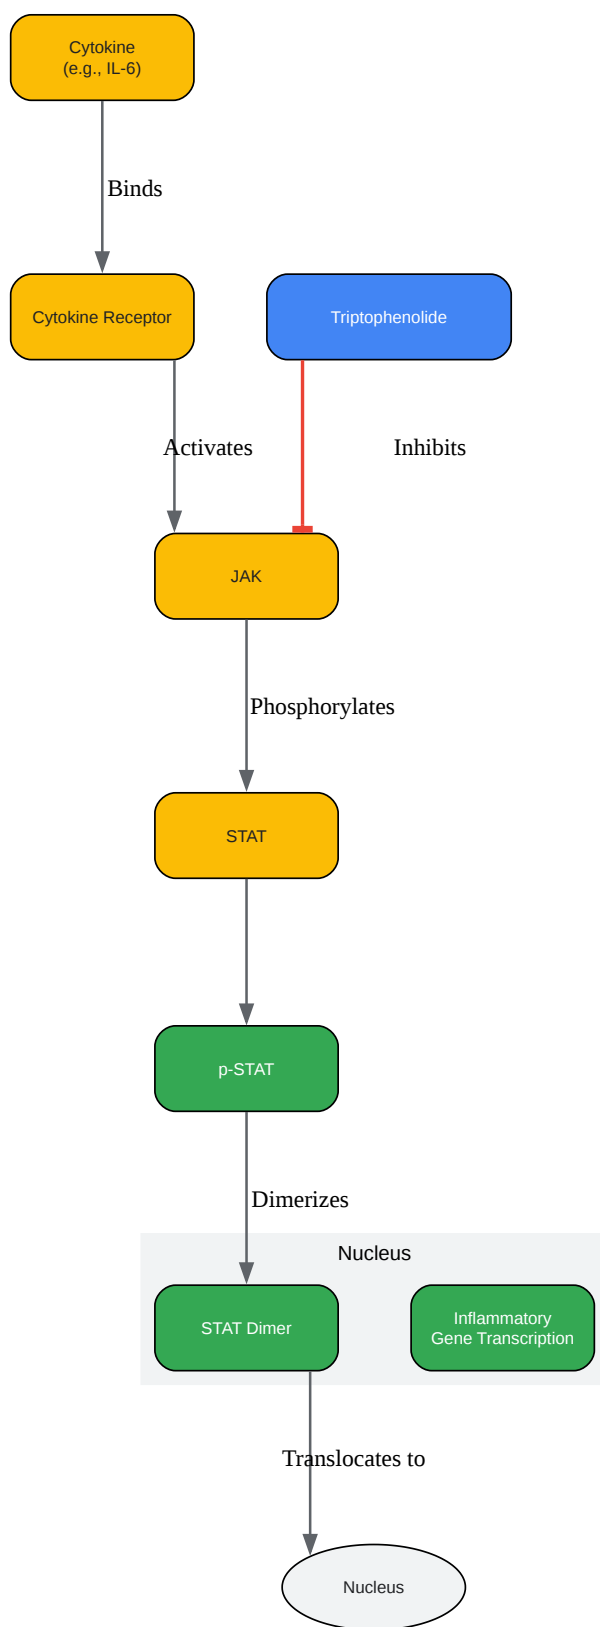 Cytokine
(e.g., IL-6)
Binds
Cytokine Receptor
Triptophenolide
Activates
Inhibits
JAK
Phosphorylates
STAT
p-STAT
Dimerizes
Nucleus
STAT Dimer
Inflammatory
Gene Transcription
Translocates to
Nucleus